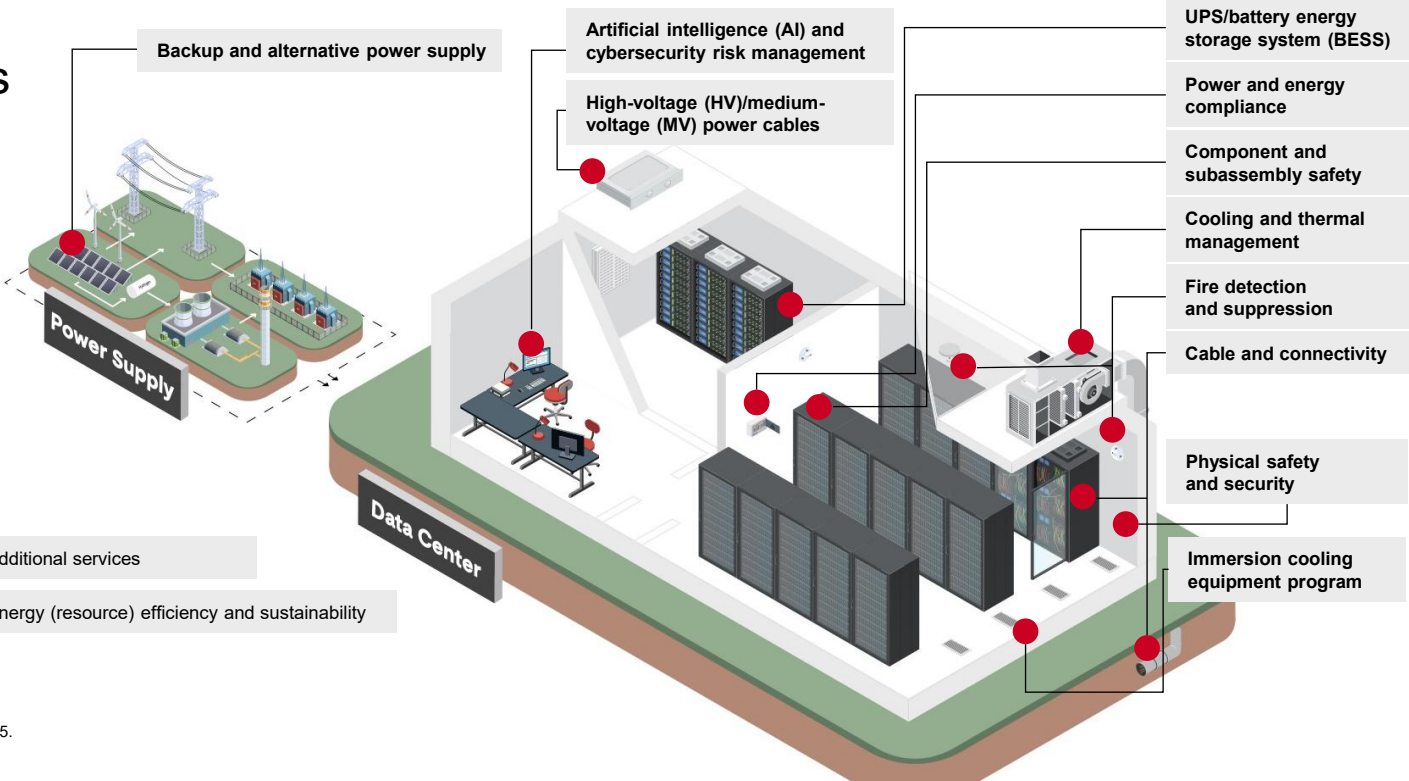 s
Backup and alternative power supply
Artificial intelligence (AI) and
cybersecurity risk management
High-voltage (HV)/medium-
voltage (MV) power cables
UPS/battery energy
storage system (BESS)
Power and energy
compliance
Component and
subassembly safety
Cooling and thermal
management
Fire detection
and suppression
Cable and connectivity
Physical safety
and security
Immersion cooling
equipment program
Hydrogen
Power Supply
Data Center
dditional services
nergy (resource) efficiency and sustainability
5.